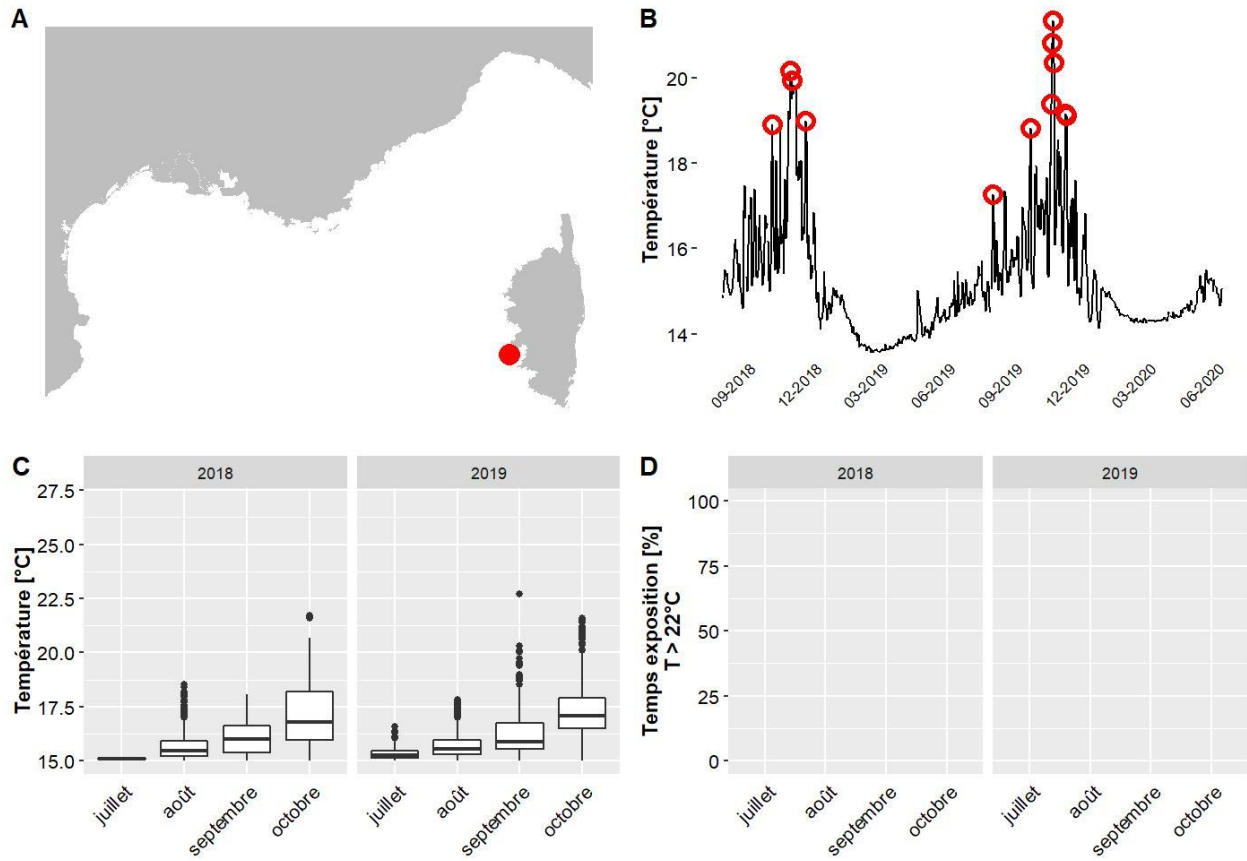 A
B
Température [°C]
20
18
16
14
09-2018
12-2018
03-2019
06-2019
09-2019
12-2019
03-2020
06-2020
C
2018
2019
Température [°C]
27.5
25.0
22.5
20.0
17.5
15.0
juillet
août
septembre
octobre
juillet
août
septembre
octobre
D
2018
2019
Temps exposition [%]
T > 22°C
100
75
50
25
0
juillet
août
septembre
octobre
juillet
août
septembre
octobre